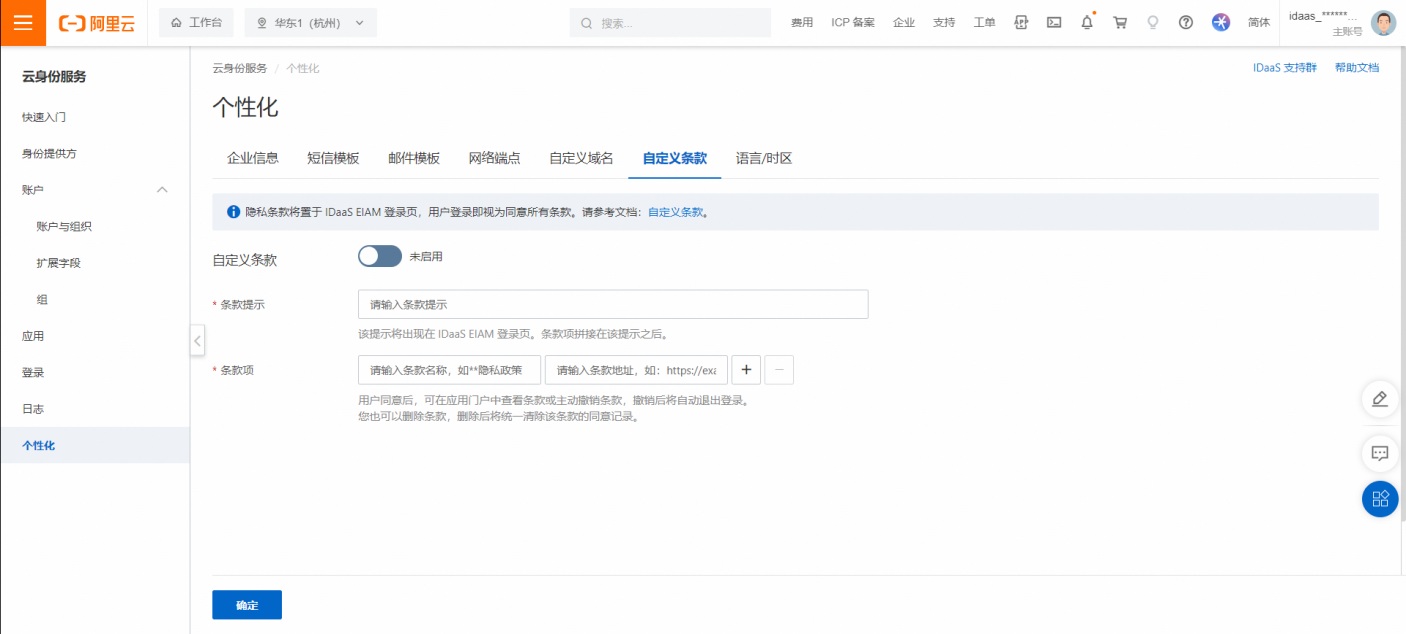 阿里云
工作台
华东1（杭州）
搜索...
费用
ICP 备案
企业
支持
工单
简体
idaas_******...
主账号
云身份服务
快速入门
身份提供方
账户
账户与组织
扩展字段
组
应用
登录
日志
个性化
云身份服务 / 个性化
IDaaS 支持群
帮助文档
个性化
企业信息
短信模板
邮件模板
网络端点
自定义域名
自定义条款
语言/时区
隐私条款将置于 IDaaS EIAM 登录页，用户登录即视为同意所有条款。请参考文档：自定义条款。
自定义条款
未启用
* 条款提示
请输入条款提示
该提示将出现在 IDaaS EIAM 登录页。条款项拼接在该提示之后。
* 条款项
请输入条款名称，如**隐私政策
请输入条款地址，如：https://exa
用户同意后，可在应用门户中查看条款或主动撤销条款，撤销后将自动退出登录。
您也可以删除条款，删除后将统一清除该条款的同意记录。
确定